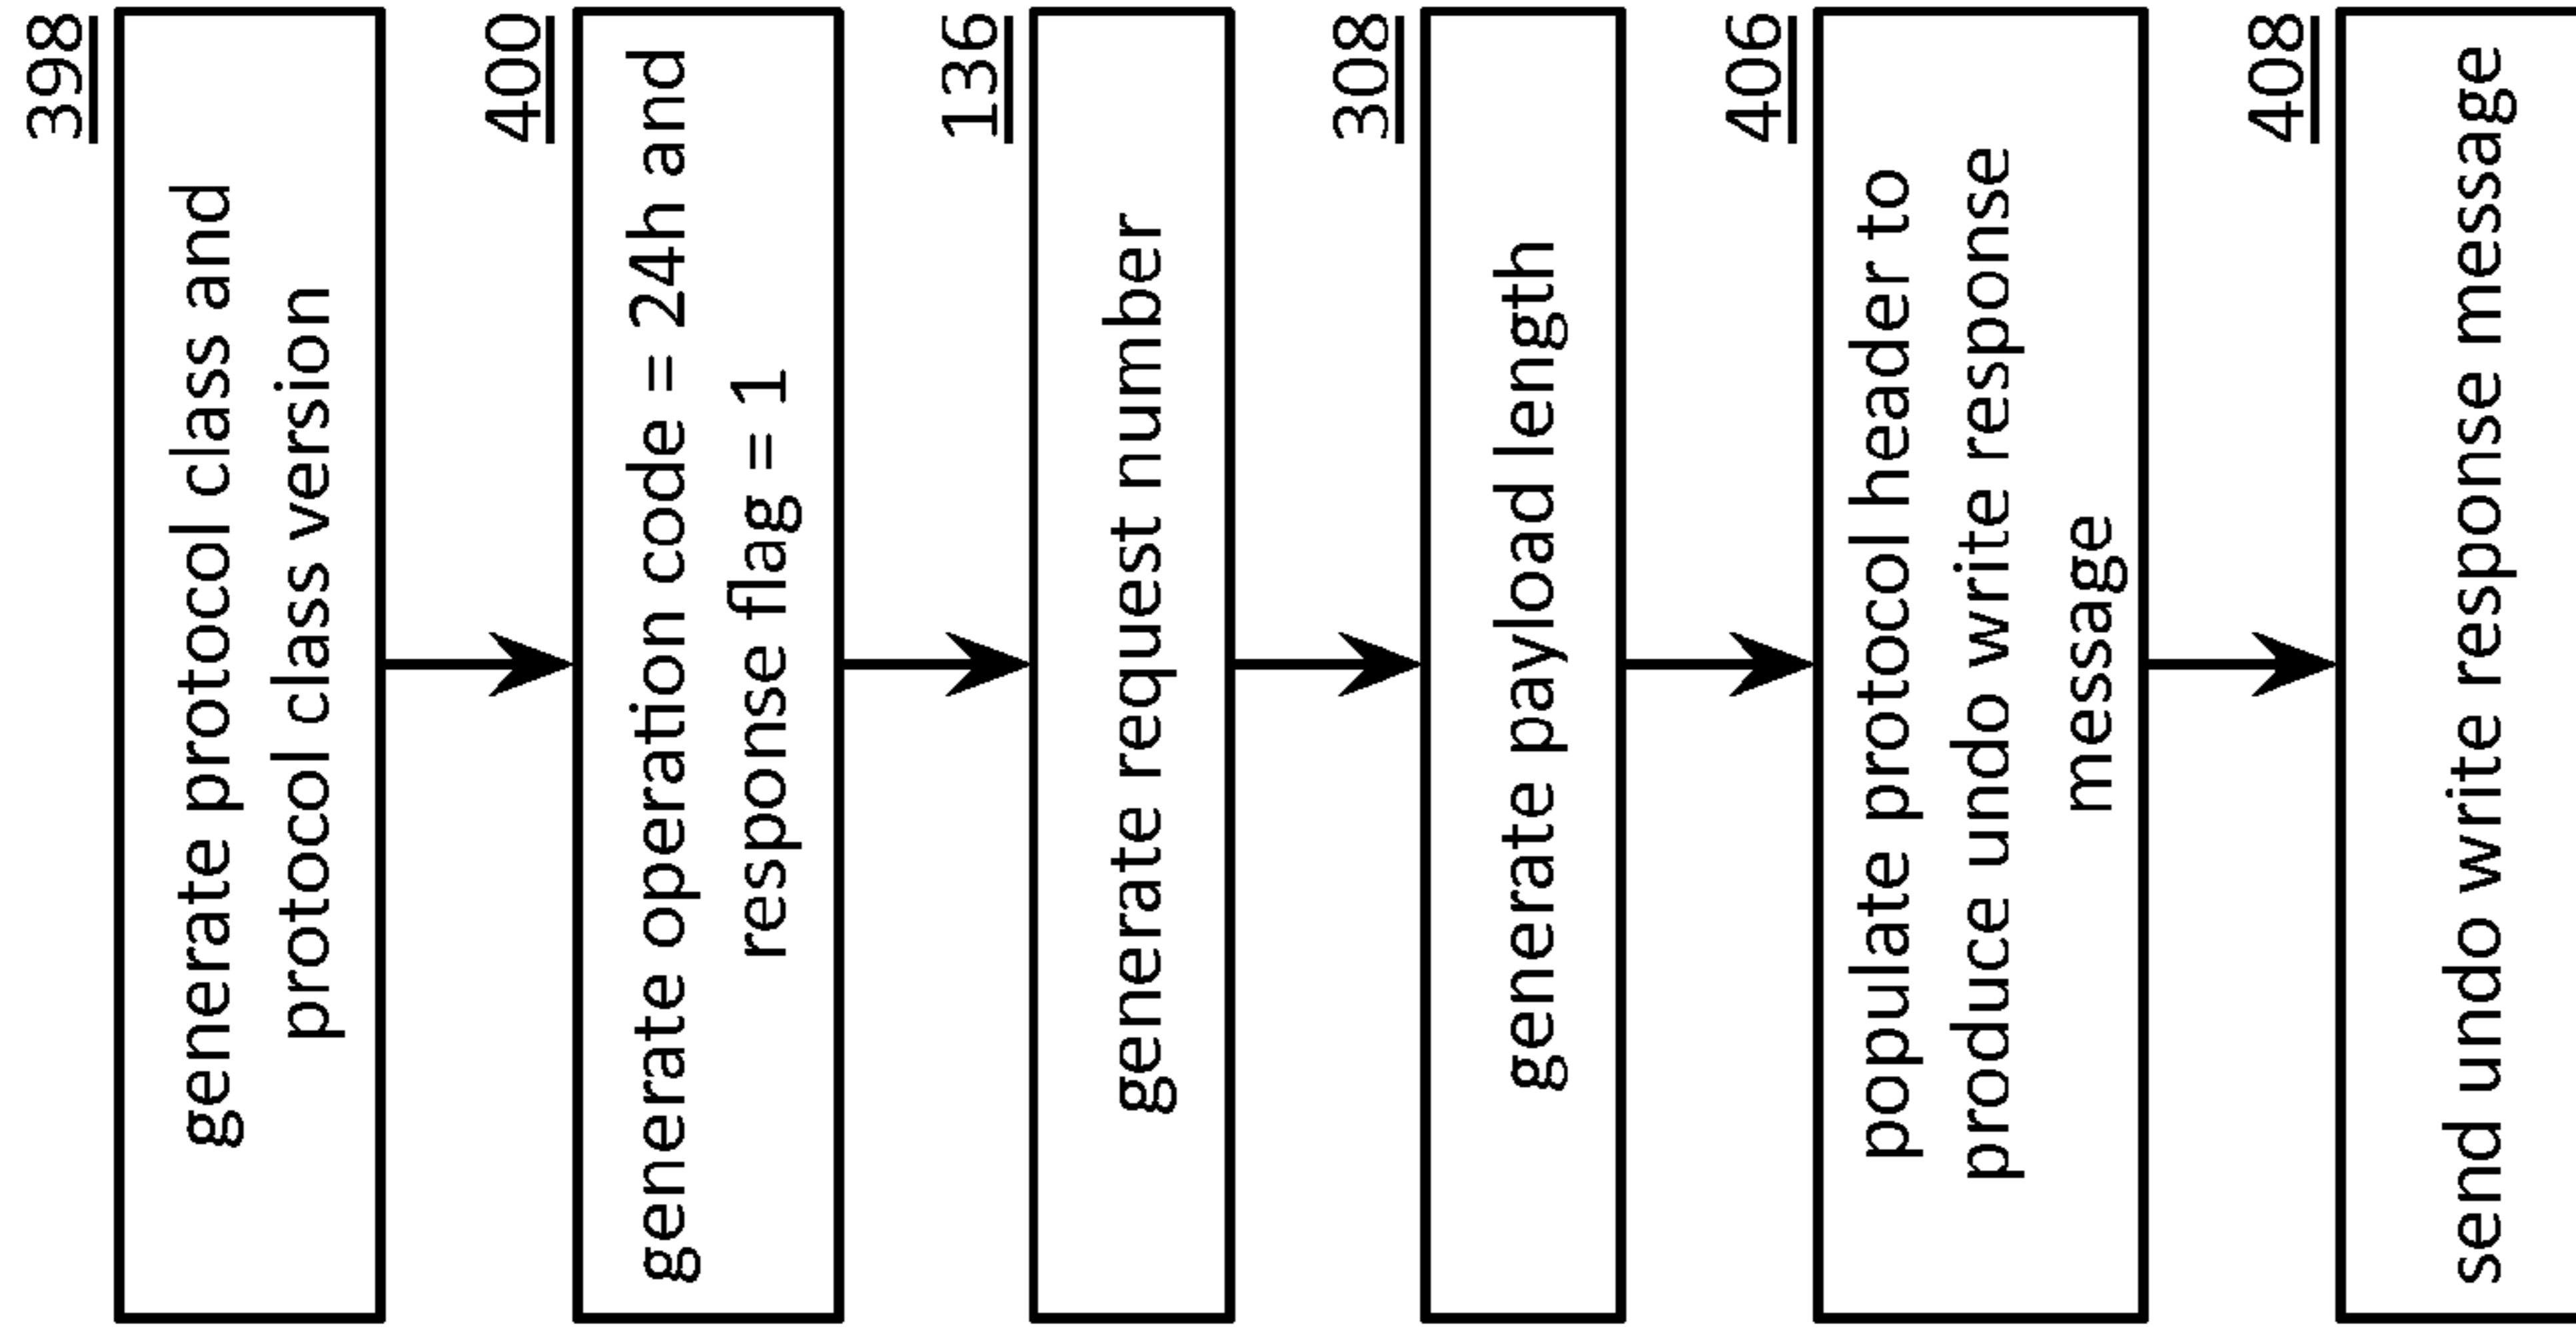 398
generate protocol class and
protocol class version
400
generate operation code = 24h and
response flag = 1
136
generate request number
308
generate payload length
406
populate protocol header to
produce undo write response
message
408
send undo write response message